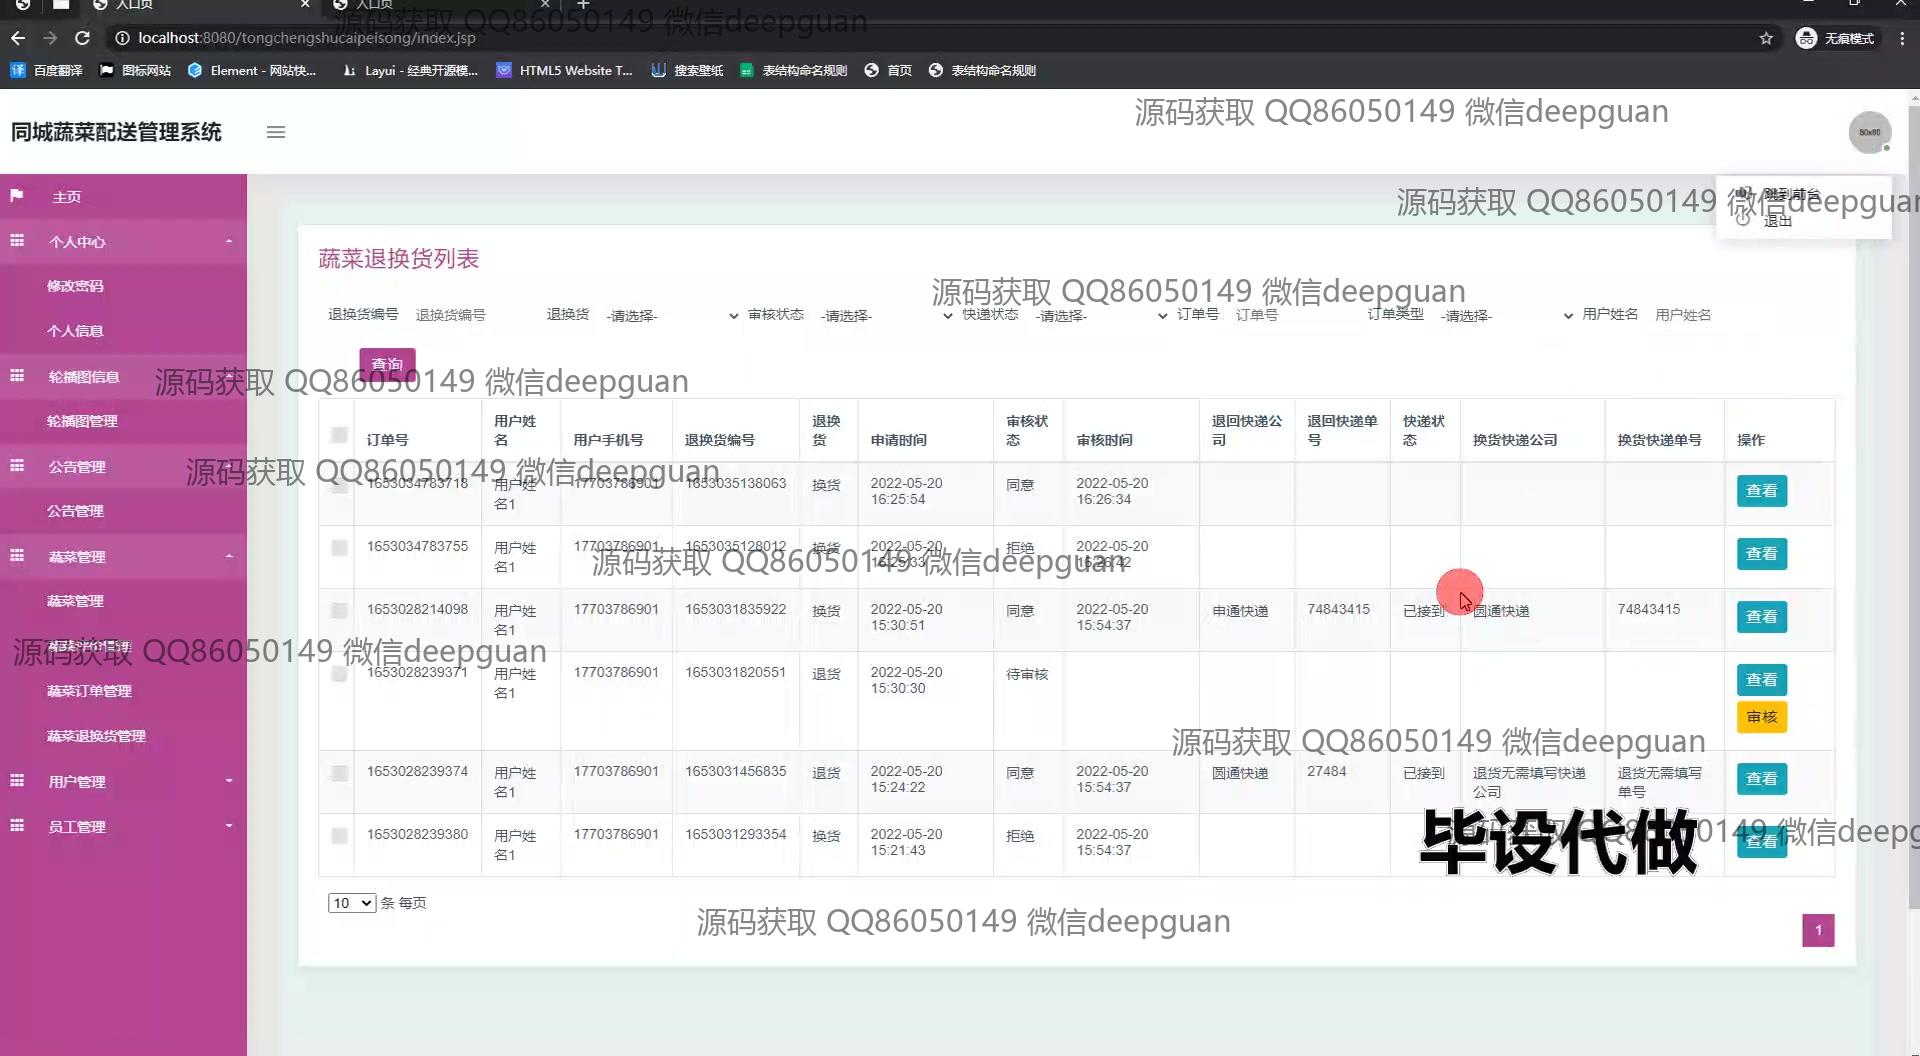 入口页
入口页
源码获取 QQ86050149 微信deepguan
localhost:8080/tongchengshucaipeisong/index.jsp
无痕模式
百度翻译 图标网站 Element - 网站快... Layui - 经典开源模... HTML5 Website T... 搜索壁纸 表结构命名规则 首页 表结构命名规则
源码获取 QQ86050149 微信deepguan
同城蔬菜配送管理系统
80x80
跳到前台
退出
源码获取 QQ86050149 微信deepguan
主页
个人中心
修改密码
个人信息
轮播图信息
轮播图管理
公告管理
公告管理
蔬菜管理
蔬菜管理
蔬菜评价管理
蔬菜订单管理
蔬菜退换货管理
用户管理
员工管理
蔬菜退换货列表
源码获取 QQ86050149 微信deepguan
退换货编号 退换货编号 退换货 -请选择- 审核状态 -请选择- 快递状态 -请选择- 订单号 订单号 订单类型 -请选择- 用户姓名 用户姓名
查询
源码获取 QQ86050149 微信deepguan
订单号 用户姓名 用户手机号 退换货编号 退换货 申请时间 审核状态 审核时间 退回快递公司 退回快递单号 快递状态 换货快递公司 换货快递单号 操作
源码获取 QQ86050149 微信deepguan
1653034783718 用户姓名1 17703786901 1653035138063 换货 2022-05-20 16:25:54 同意 2022-05-20 16:26:34 查看
1653034783755 用户姓名1 17703786901 1653035128012 换货 2022-05-20 16:25:33 拒绝 2022-05-20 16:26:42 查看
源码获取 QQ86050149 微信deepguan
1653028214098 用户姓名1 17703786901 1653031835922 换货 2022-05-20 15:30:51 同意 2022-05-20 15:54:37 申通快递 74843415 已接到 圆通快递 74843415 查看
源码获取 QQ86050149 微信deepguan
1653028239371 用户姓名1 17703786901 1653031820551 退货 2022-05-20 15:30:30 待审核 查看 审核
源码获取 QQ86050149 微信deepguan
1653028239374 用户姓名1 17703786901 1653031456835 退货 2022-05-20 15:24:22 同意 2022-05-20 15:54:37 圆通快递 27484 已接到 退货无需填写快递公司 退货无需填写单号 查看
1653028239380 用户姓名1 17703786901 1653031293354 换货 2022-05-20 15:21:43 拒绝 2022-05-20 15:54:37 查看
源码获取 QQ86050149 微信deepg
毕设代做
10 条 每页
源码获取 QQ86050149 微信deepguan
1